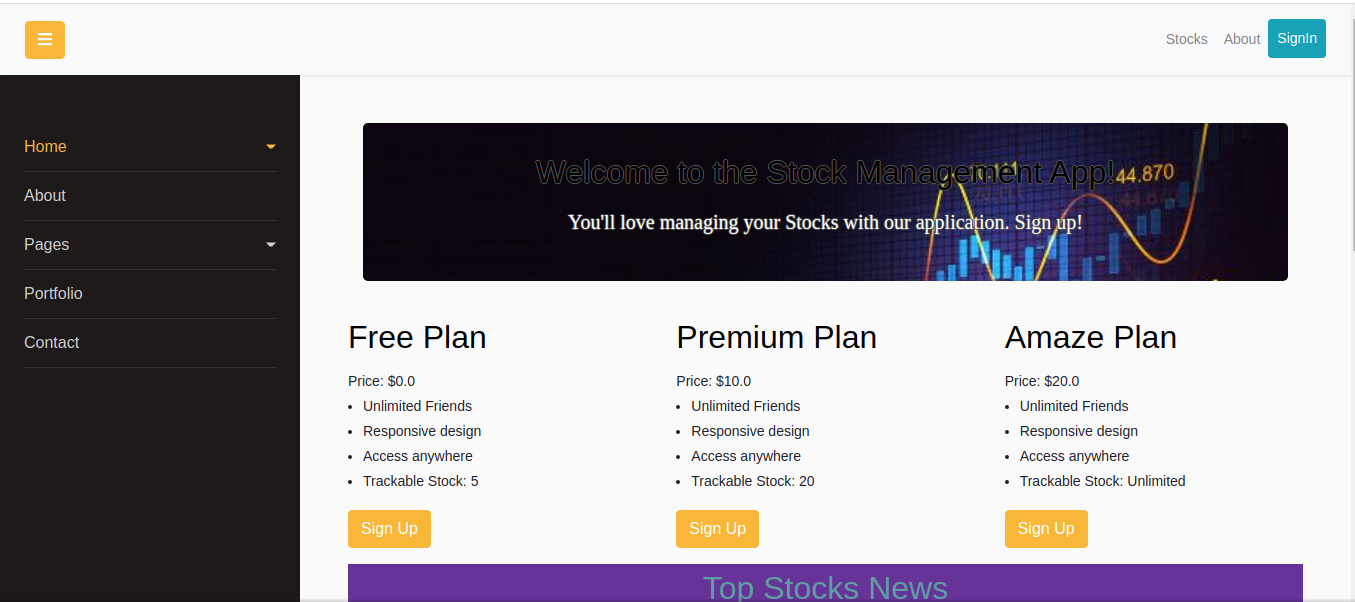 Stocks About SignIn
Home
About
Pages
Portfolio
Contact
Welcome to the Stock Management App!
44.870
You'll love managing your Stocks with our application. Sign up!
Free Plan
Price: $0.0
• Unlimited Friends
• Responsive design
• Access anywhere
• Trackable Stock: 5
Sign Up
Premium Plan
Price: $10.0
• Unlimited Friends
• Responsive design
• Access anywhere
• Trackable Stock: 20
Sign Up
Amaze Plan
Price: $20.0
• Unlimited Friends
• Responsive design
• Access anywhere
• Trackable Stock: Unlimited
Sign Up
Top Stocks News